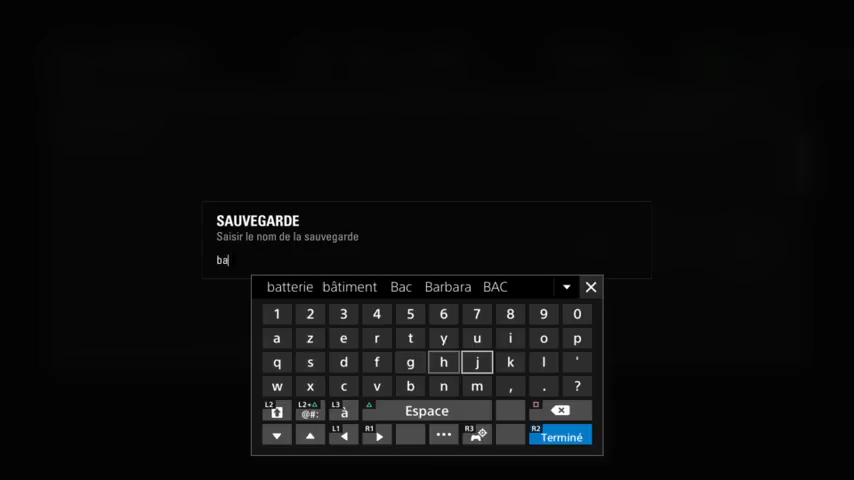 SAUVEGARDE
Saisir le nom de la sauvegarde
ba
batterie bâtiment Bac Barbara BAC
1 2 3 4 5 6 7 8 9 0
a z e r t y u i o p
q s d f g h j k l '
w x c v b n m , . ?
L2 L2+△ @#: L3 à △ Espace □
L1 R1 ... R3 R2 Terminé